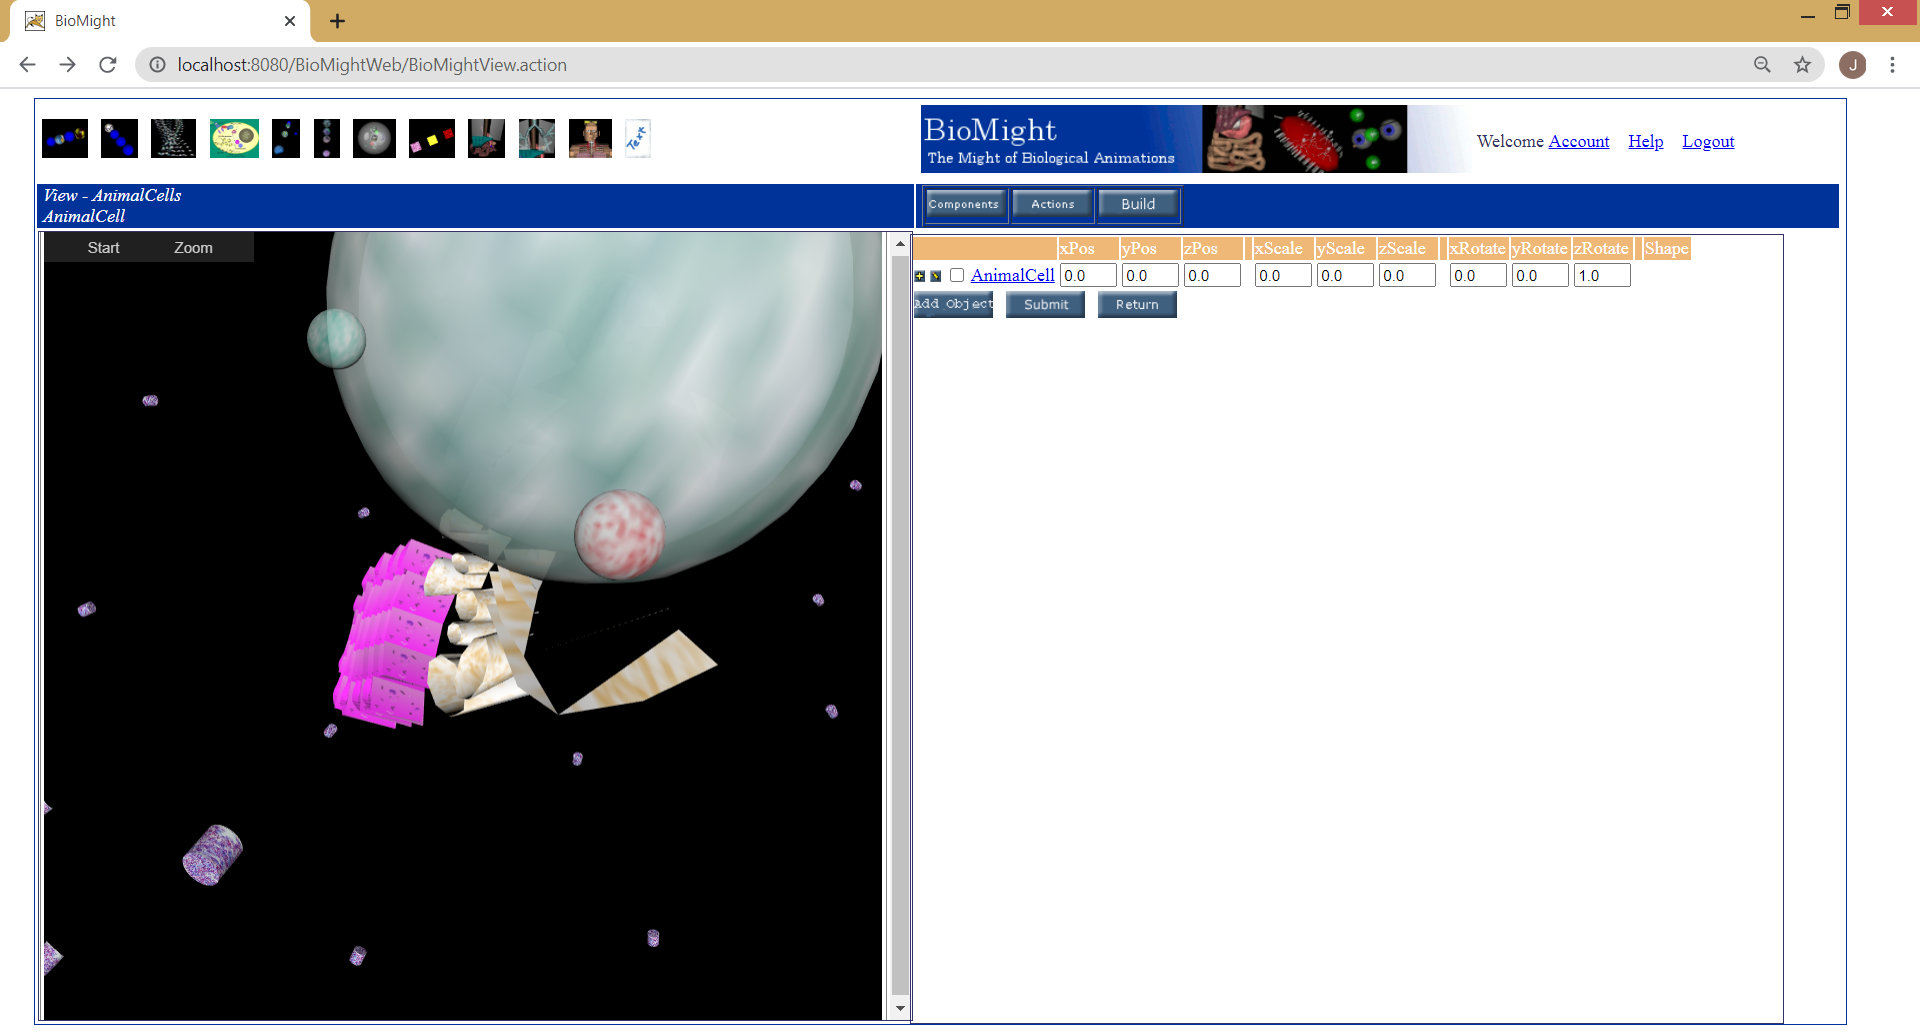 BioMight
localhost:8080/BioMightWeb/BioMightView.action
J
Text
BioMight
The Might of Biological Animations
Welcome Account Help Logout
View - AnimalCells
AnimalCell
Components Actions Build
Start Zoom
xPos yPos zPos xScale yScale zScale xRotate yRotate zRotate Shape
AnimalCell 0.0 0.0 0.0 0.0 0.0 0.0 0.0 0.0 1.0
Add Object Submit Return